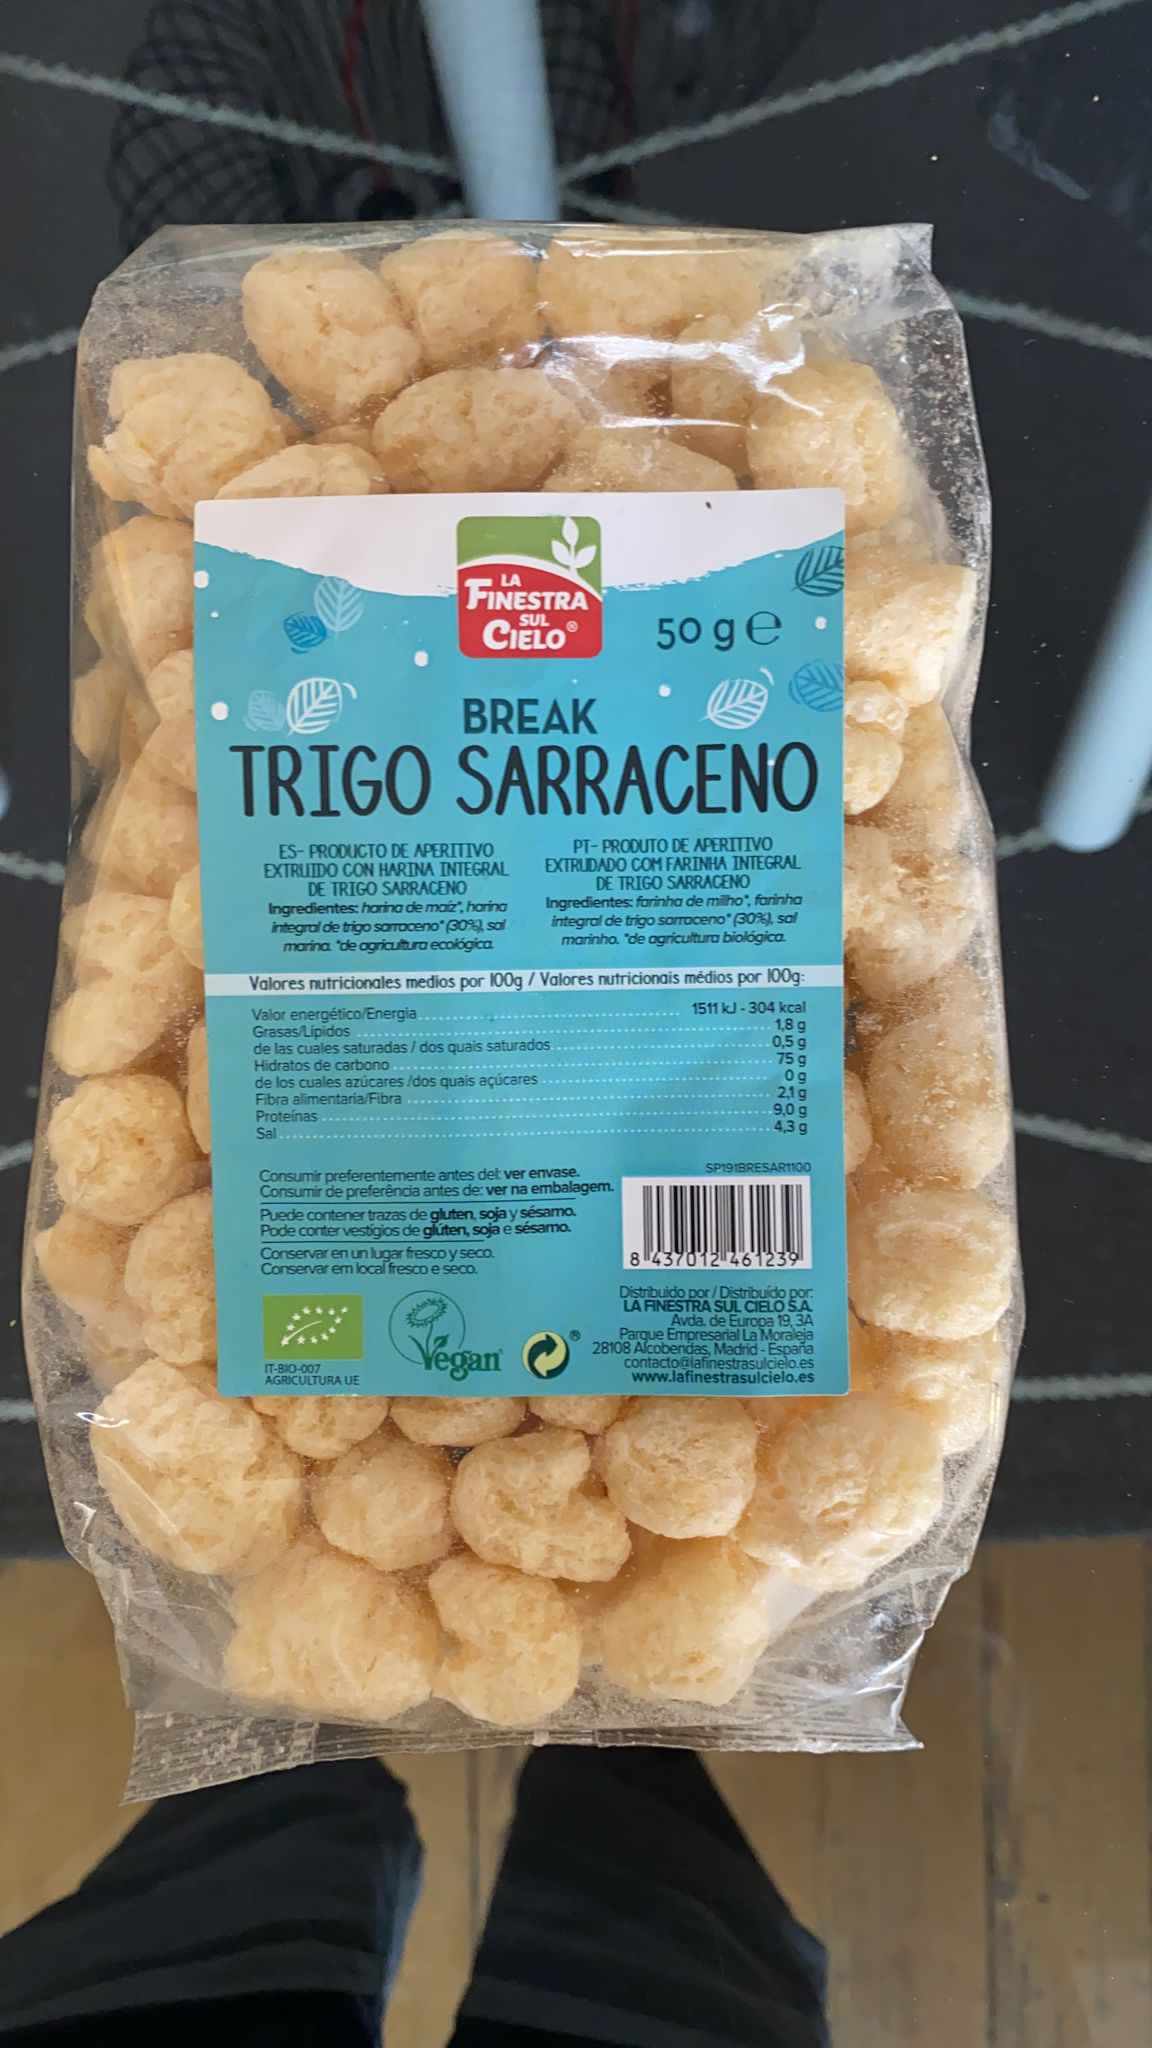 LA
FINESTRA
SUL
CIELO®
50 g e
BREAK
TRIGO SARRACENO
ES- PRODUCTO DE APERITIVO
EXTRUIDO CON HARINA INTEGRAL
DE TRIGO SARRACENO
Ingredientes: harina de maíz*, harina
integral de trigo sarraceno* (30%), sal
marina. *de agricultura ecológica.
PT- PRODUTO DE APERITIVO
EXTRUDADO COM FARINHA INTEGRAL
DE TRIGO SARRACENO
Ingredientes: farinha de milho*, farinha
integral de trigo sarraceno* (30%), sal
marinho. *de agricultura biológica.
Valores nutricionales medios por 100g / Valores nutricionais médios por 100g:
Valor energético/Energia 1511 kJ - 304 kcal
Grasas/Lípidos 1,8 g
de las cuales saturadas / dos quais saturados 0,5 g
Hidratos de carbono 75 g
de los cuales azúcares /dos quais açúcares 0 g
Fibra alimentaria/Fibra 2,1 g
Proteínas 9,0 g
Sal 4,3 g
Consumir preferentemente antes del: ver envase.
Consumir de preferência antes de: ver na embalagem.
Puede contener trazas de gluten, soja y sésamo.
Pode conter vestígios de glúten, soja e sésamo.
Conservar en un lugar fresco y seco.
Conservar em local fresco e seco.
SP191BRESAR1100
8 437012 461239
IT-BIO-007
AGRICULTURA UE
Vegan
®
Distribuido por / Distribuído por:
LA FINESTRA SUL CIELO S.A.
Avda. de Europa 19, 3A
Parque Empresarial La Moraleja
28108 Alcobendas, Madrid - España
contacto@lafinestrasulcielo.es
www.lafinestrasulcielo.es